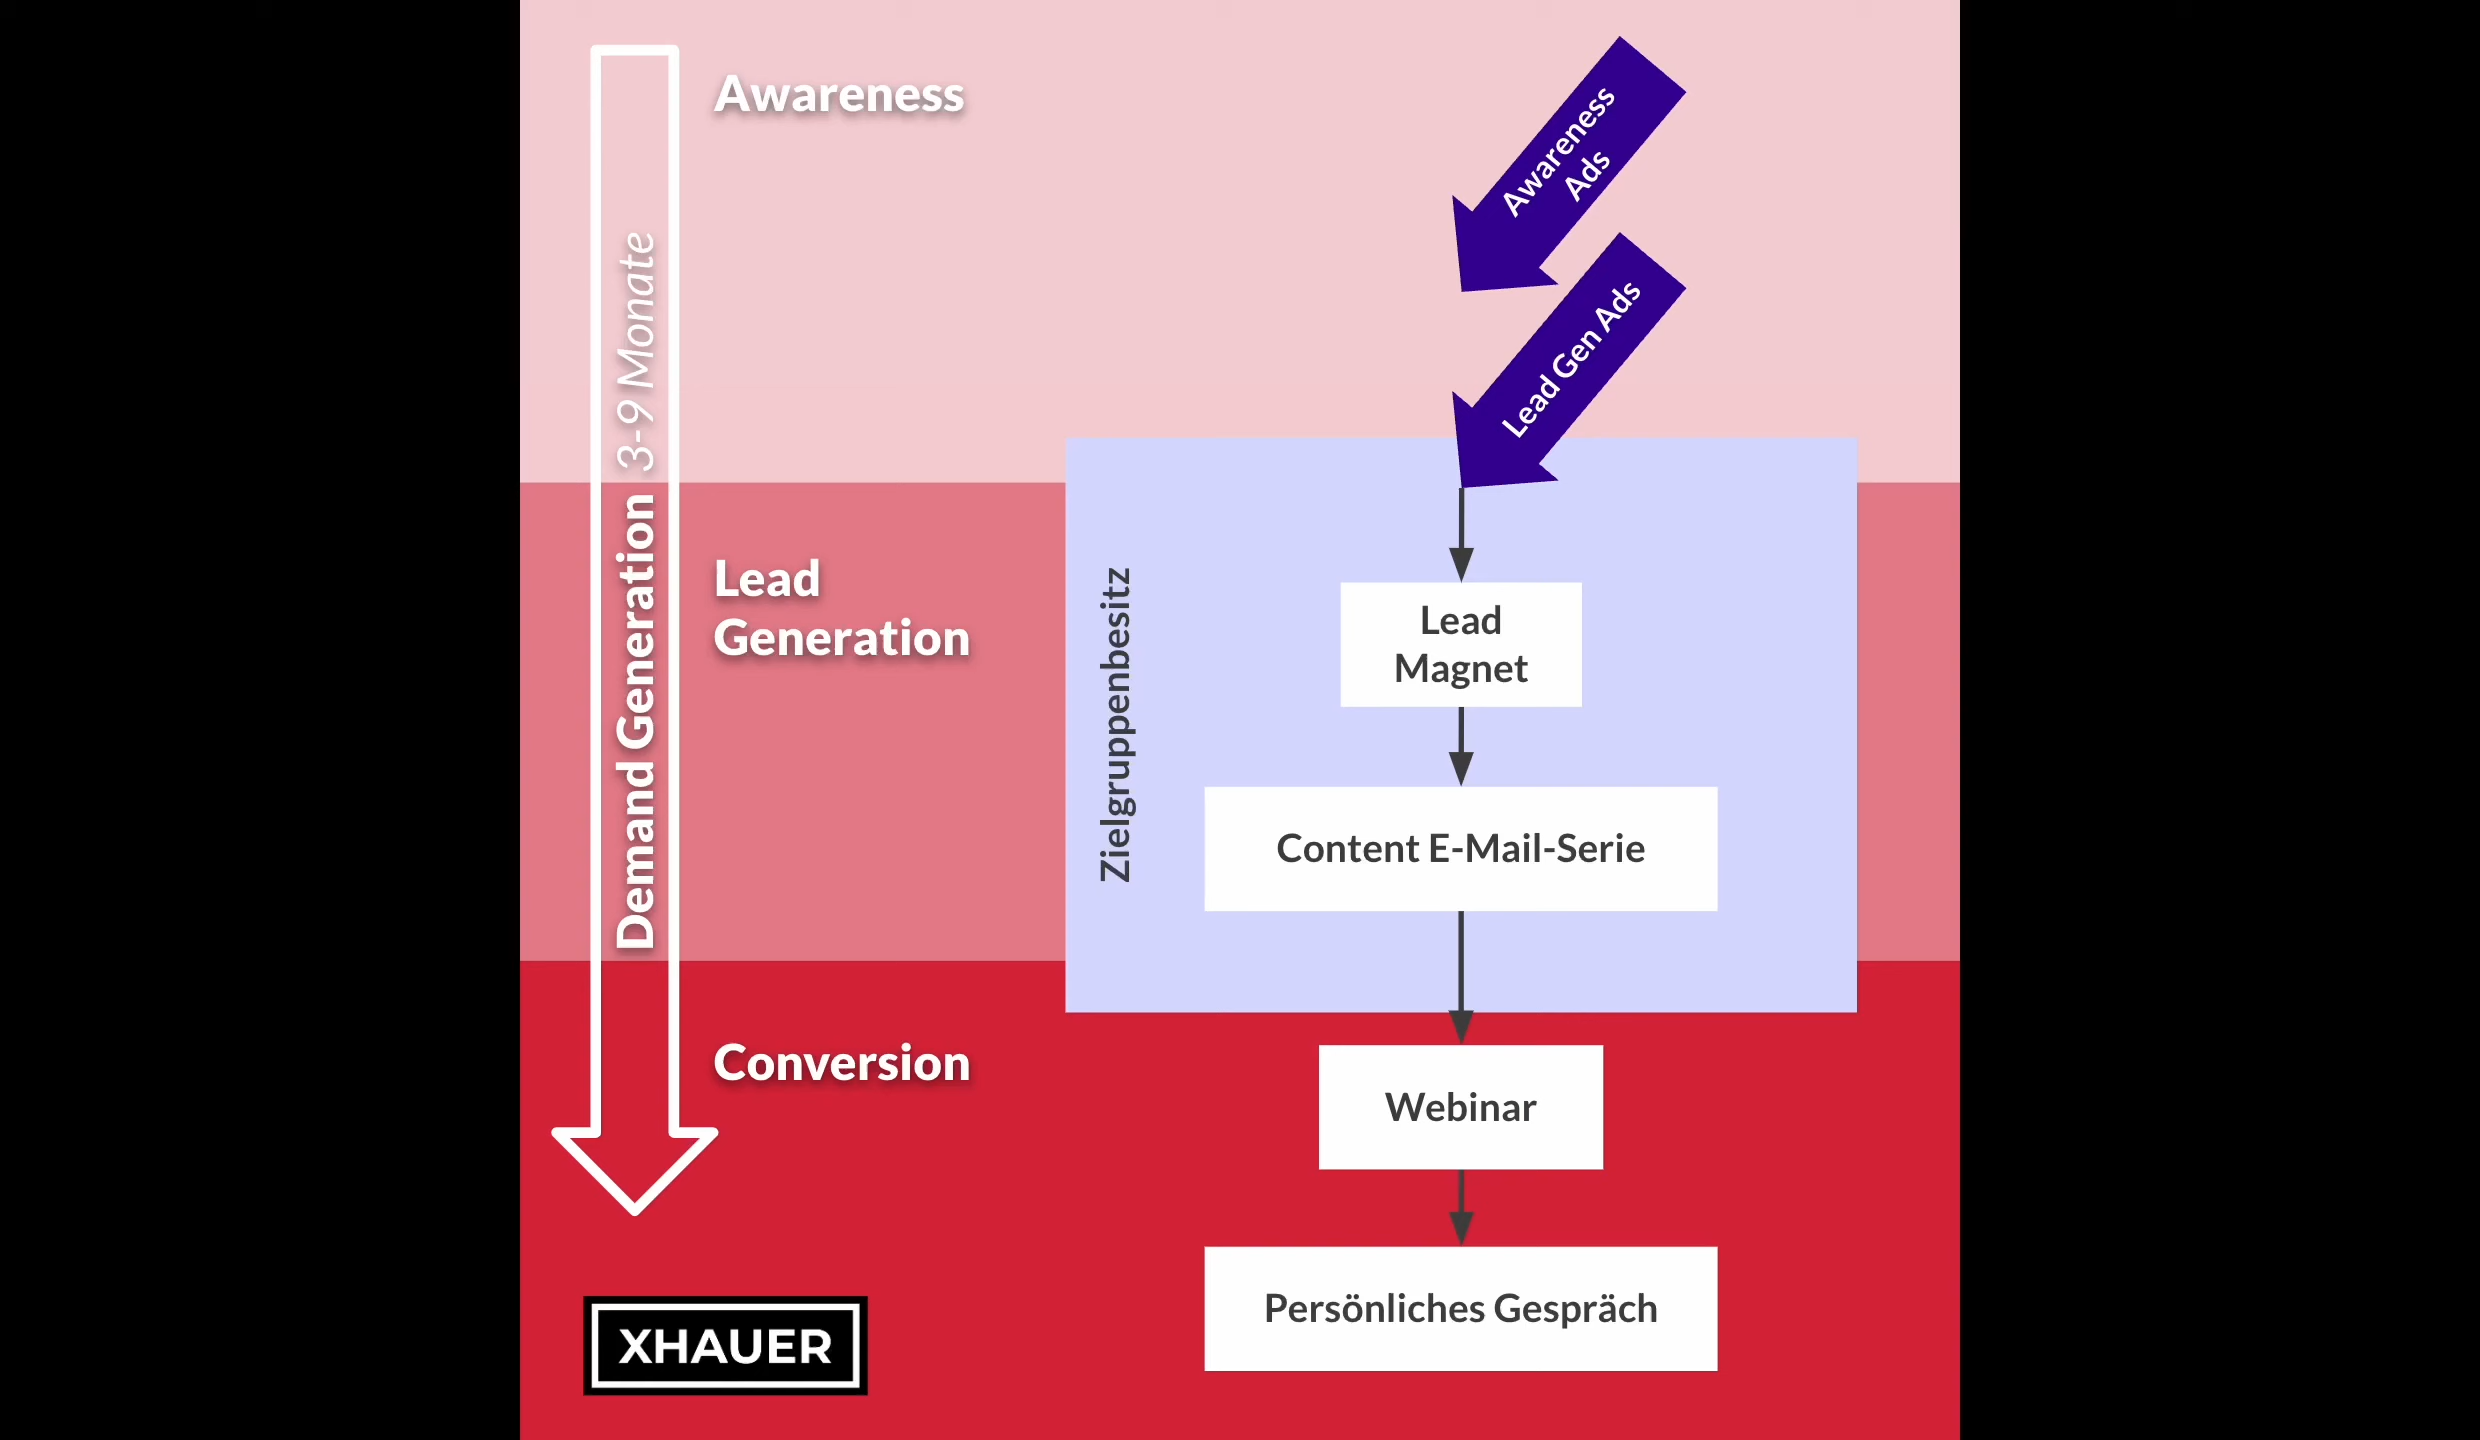 Awareness
Awareness
Ads
Lead Gen Ads
Demand Generation 3-9 Monate
Lead
Generation
Zielgruppenbesitz
Lead
Magnet
Content E-Mail-Serie
Conversion
Webinar
Persönliches Gespräch
XHAUER